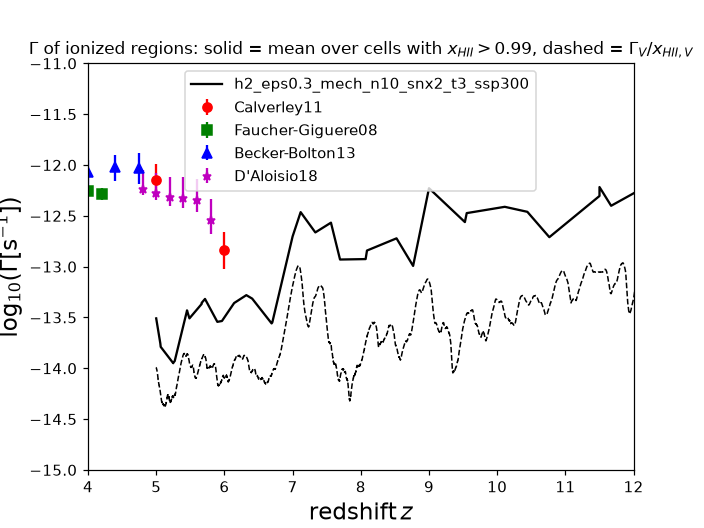 Γ of ionized regions: solid = mean over cells with x_HII > 0.99, dashed = Γ_V/x_HII,V
−11.0
h2_eps0.3_mech_n10_snx2_t3_ssp300
Calverley11
Faucher-Giguere08
Becker-Bolton13
D'Aloisio18
−11.5
−12.0
−12.5
−13.0
−13.5
−14.0
−14.5
−15.0
log₁₀(Γ[s⁻¹])
4 5 6 7 8 9 10 11 12
redshift z